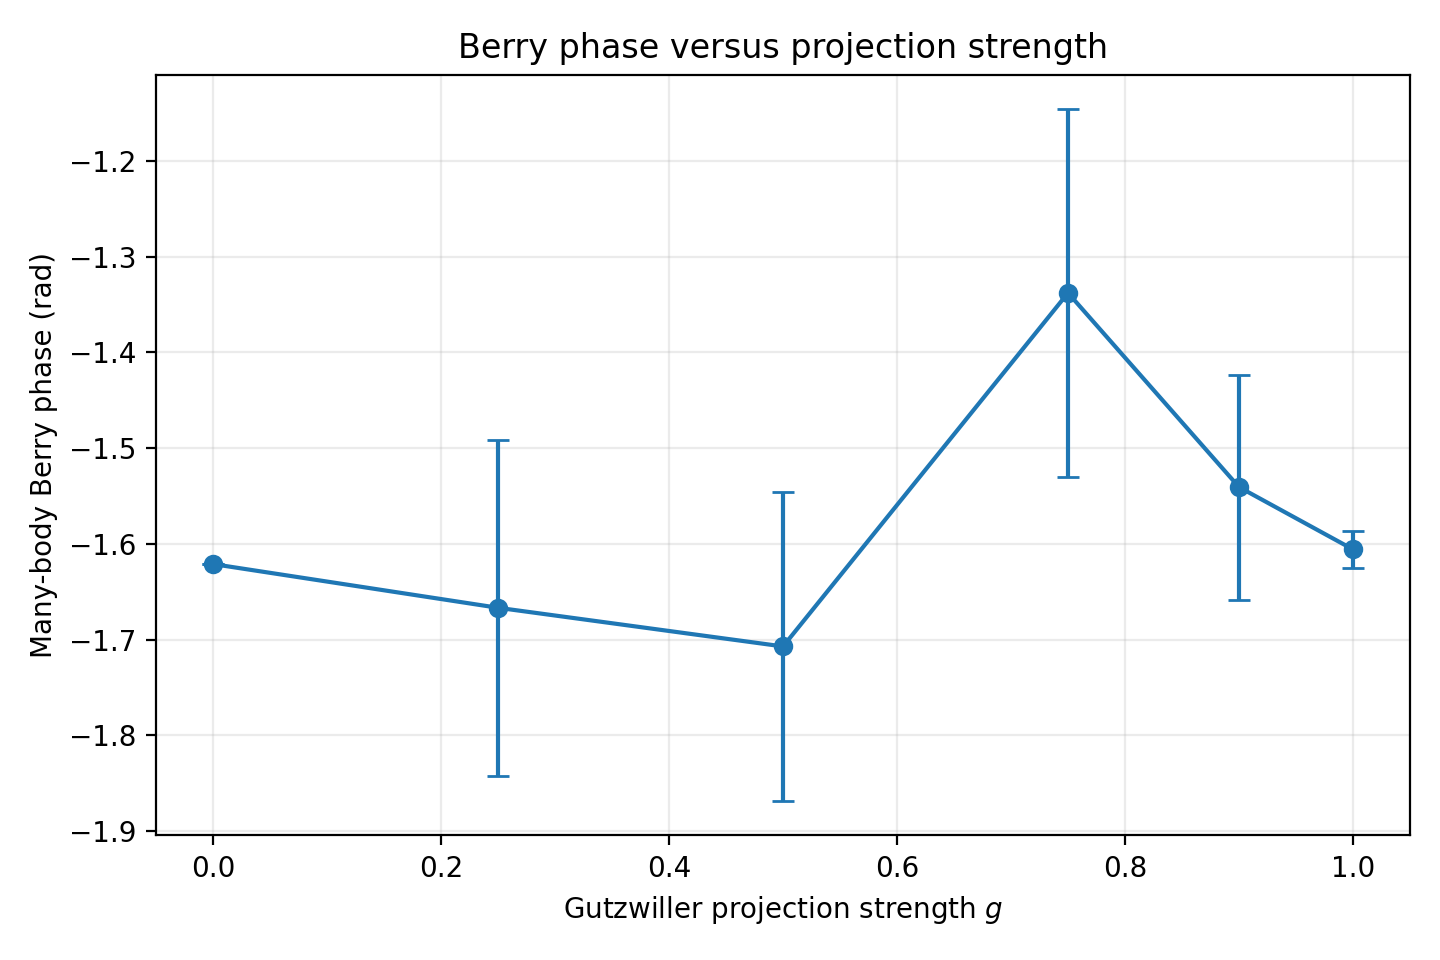 Berry phase versus projection strength
Many-body Berry phase (rad)
−1.2
−1.3
−1.4
−1.5
−1.6
−1.7
−1.8
−1.9
0.0 0.2 0.4 0.6 0.8 1.0
Gutzwiller projection strength g